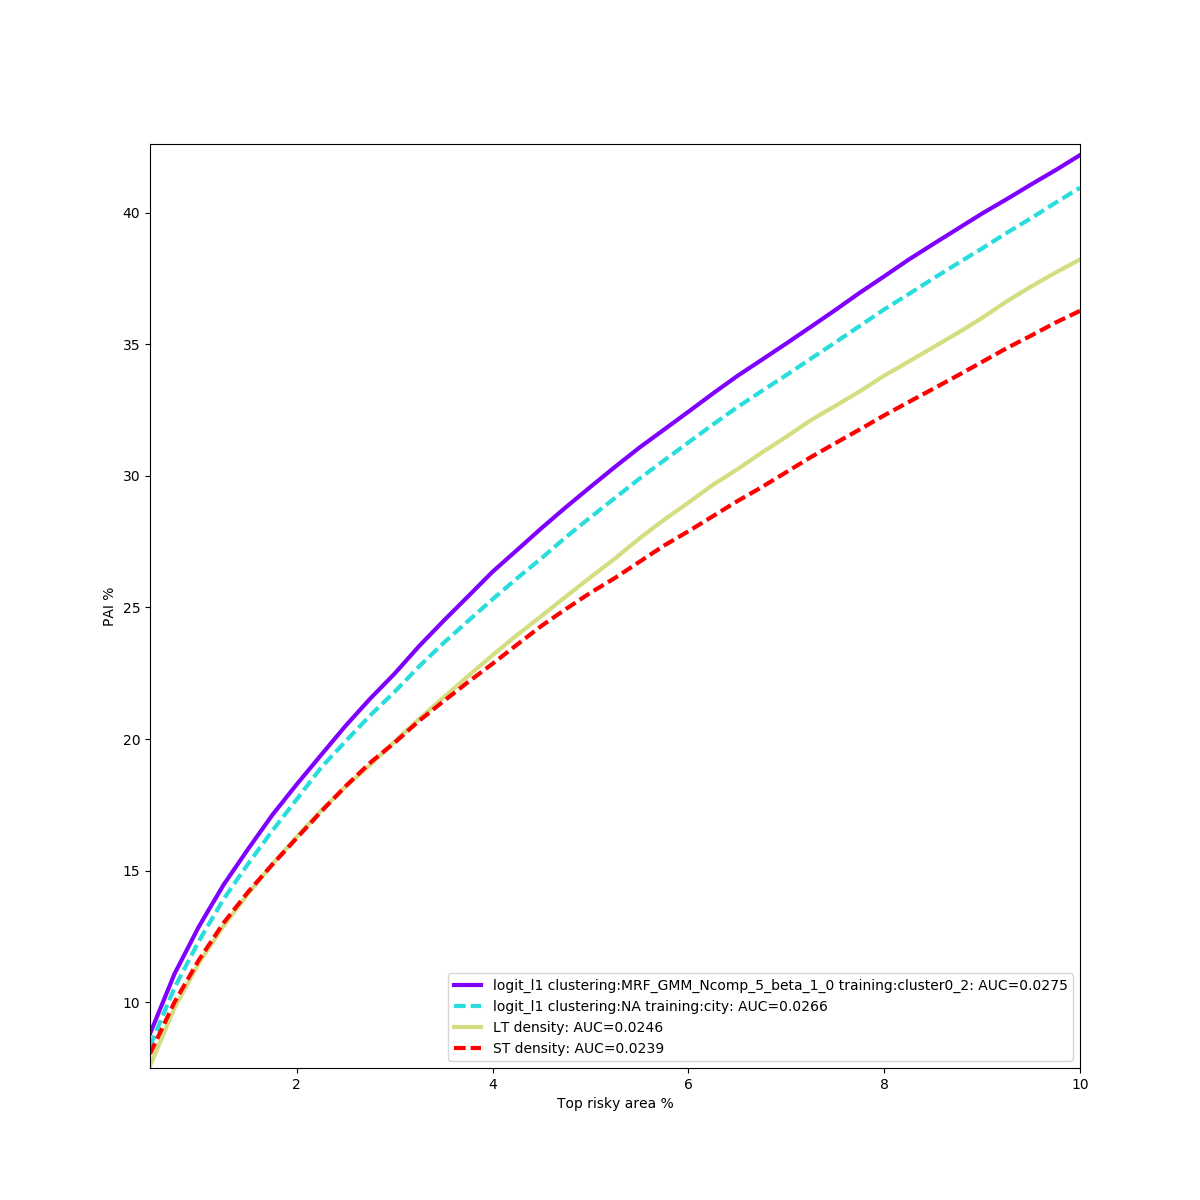 40
35
30
25
20
15
10
PAI %
logit_l1 clustering:MRF_GMM_Ncomp_5_beta_1_0 training:cluster0_2: AUC=0.0275
logit_l1 clustering:NA training:city: AUC=0.0266
LT density: AUC=0.0246
ST density: AUC=0.0239
2 4 6 8 10
Top risky area %